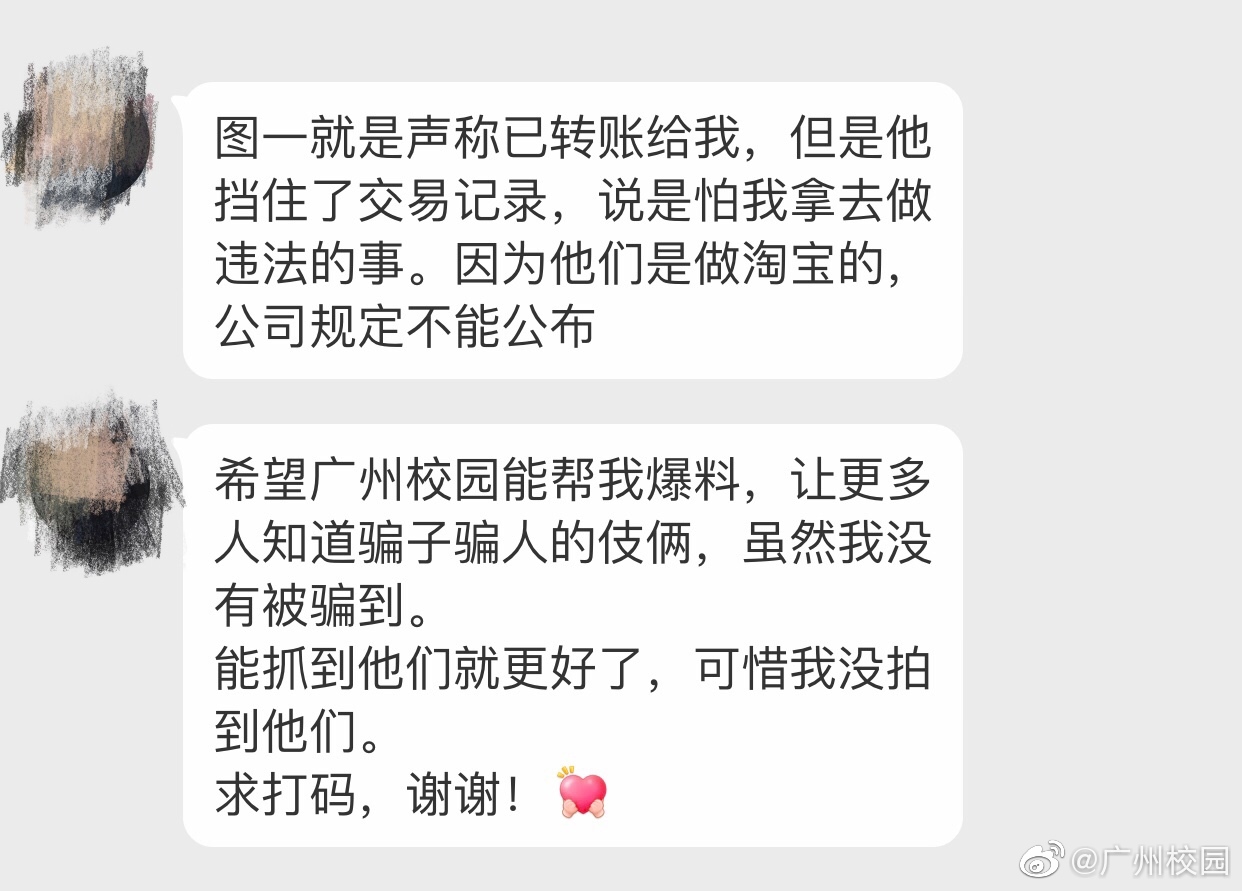 图一就是声称已转账给我，但是他
挡住了交易记录，说是怕我拿去做
违法的事。因为他们是做淘宝的，
公司规定不能公布
希望广州校园能帮我爆料，让更多
人知道骗子骗人的伎俩，虽然我没
有被骗到。
能抓到他们就更好了，可惜我没拍
到他们。
求打码，谢谢！
@广州校园